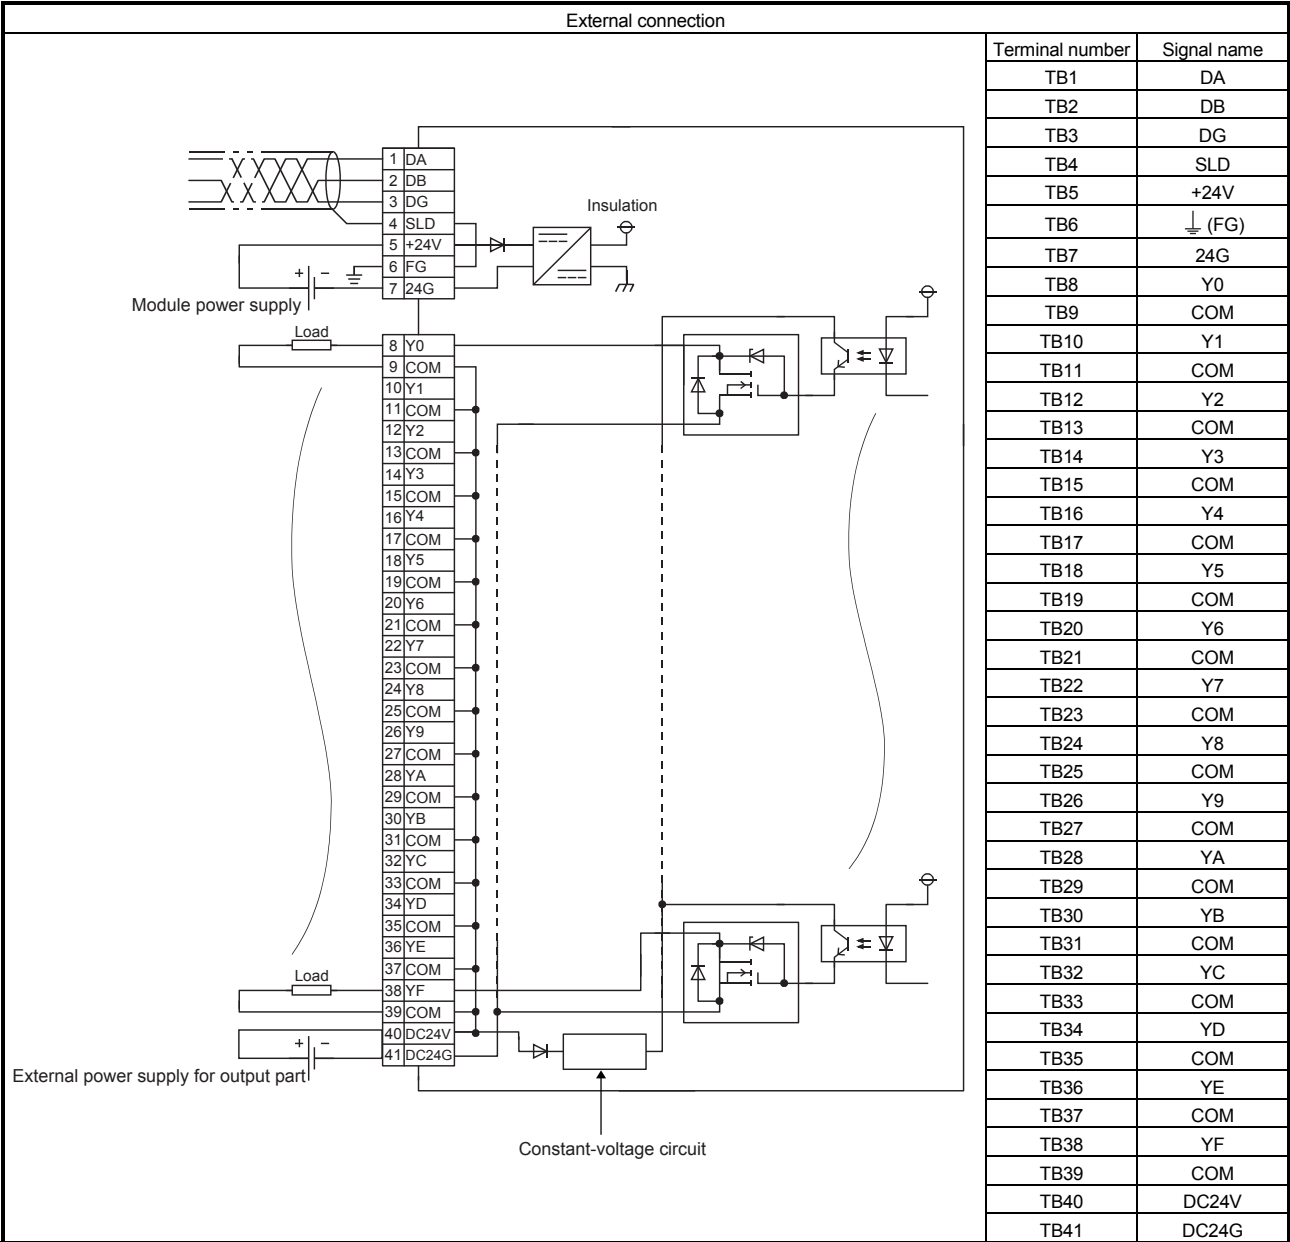 External connection
1 DA
2 DB
3 DG
4 SLD
5 +24V
6 FG
7 24G
Insulation
+ −
Module power supply
Load
8 Y0
9 COM
10 Y1
11 COM
12 Y2
13 COM
14 Y3
15 COM
16 Y4
17 COM
18 Y5
19 COM
20 Y6
21 COM
22 Y7
23 COM
24 Y8
25 COM
26 Y9
27 COM
28 YA
29 COM
30 YB
31 COM
32 YC
33 COM
34 YD
35 COM
36 YE
37 COM
Load
38 YF
39 COM
40 DC24V
41 DC24G
+ −
External power supply for output part
Constant-voltage circuit
Terminal number Signal name
TB1 DA
TB2 DB
TB3 DG
TB4 SLD
TB5 +24V
TB6 (FG)
TB7 24G
TB8 Y0
TB9 COM
TB10 Y1
TB11 COM
TB12 Y2
TB13 COM
TB14 Y3
TB15 COM
TB16 Y4
TB17 COM
TB18 Y5
TB19 COM
TB20 Y6
TB21 COM
TB22 Y7
TB23 COM
TB24 Y8
TB25 COM
TB26 Y9
TB27 COM
TB28 YA
TB29 COM
TB30 YB
TB31 COM
TB32 YC
TB33 COM
TB34 YD
TB35 COM
TB36 YE
TB37 COM
TB38 YF
TB39 COM
TB40 DC24V
TB41 DC24G